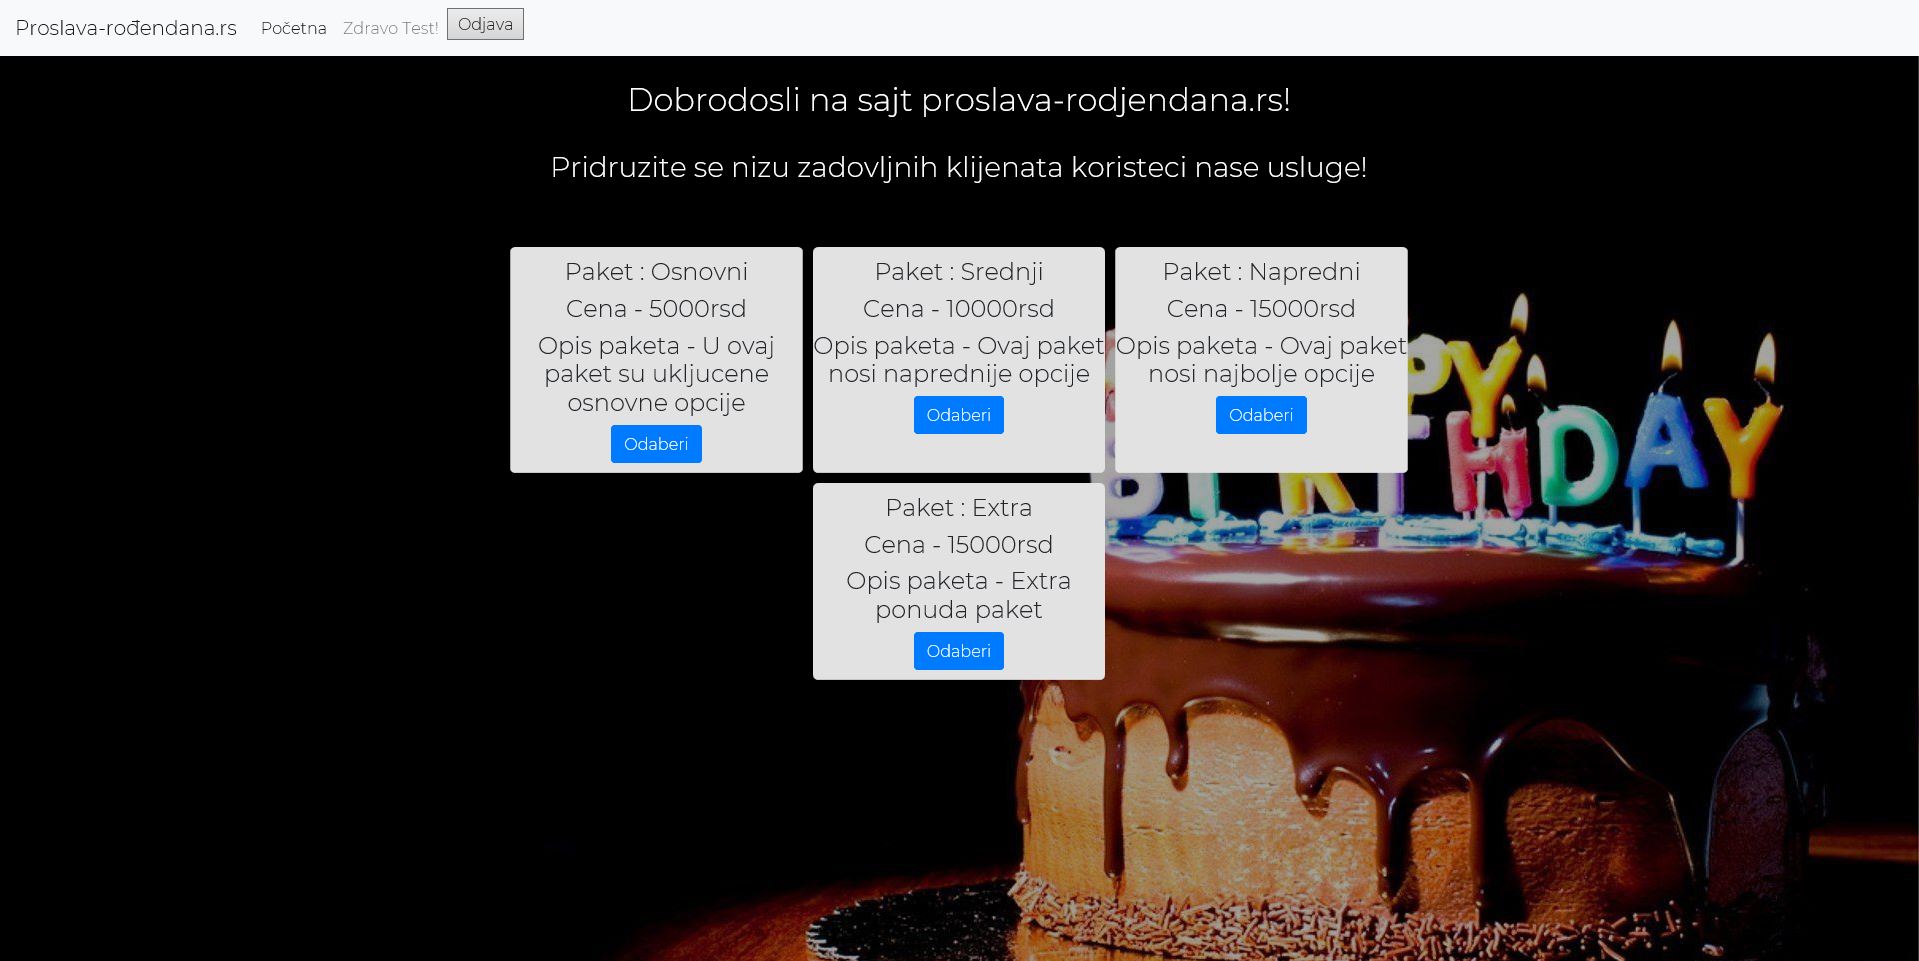 Proslava-rođendana.rs Početna Zdravo Test! Odjava
Dobrodosli na sajt proslava-rodjendana.rs!
Pridruzite se nizu zadovljnih klijenata koristeci nase usluge!
Paket : Osnovni
Cena - 5000rsd
Opis paketa - U ovaj
paket su ukljucene
osnovne opcije
Odaberi
Paket : Srednji
Cena - 10000rsd
Opis paketa - Ovaj paket
nosi naprednije opcije
Odaberi
Paket : Napredni
Cena - 15000rsd
Opis paketa - Ovaj paket
nosi najbolje opcije
Odaberi
Paket : Extra
Cena - 15000rsd
Opis paketa - Extra
ponuda paket
Odaberi
PY
BIRTHDAY